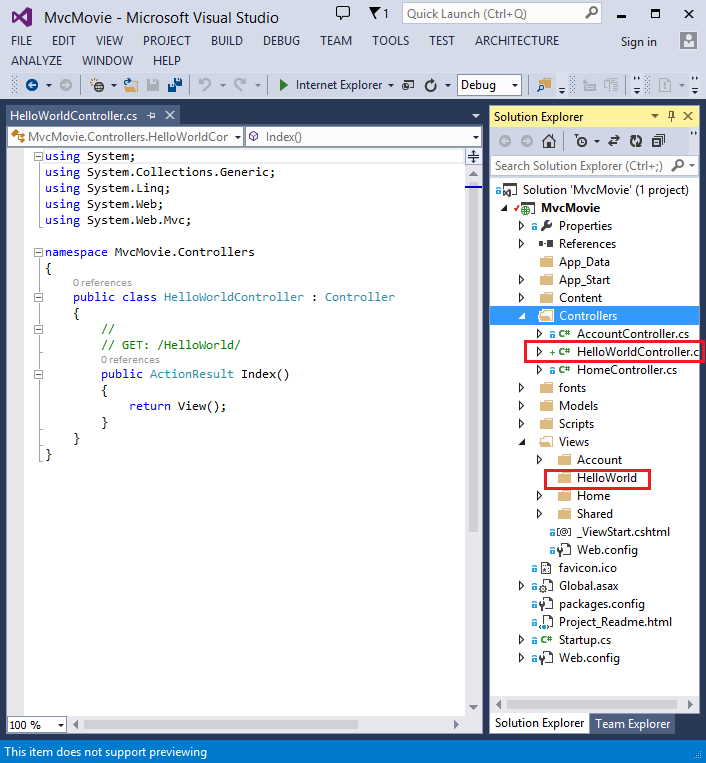 MvcMovie - Microsoft Visual Studio
1
Quick Launch (Ctrl+Q)
FILE EDIT VIEW PROJECT BUILD DEBUG TEAM TOOLS TEST ARCHITECTURE Sign in
ANALYZE WINDOW HELP
Internet Explorer Debug
HelloWorldController.cs
MvcMovie.Controllers.HelloWorldCor Index()
using System;
using System.Collections.Generic;
using System.Linq;
using System.Web;
using System.Web.Mvc;
namespace MvcMovie.Controllers
{
0 references
public class HelloWorldController : Controller
{
//
// GET: /HelloWorld/
0 references
public ActionResult Index()
{
return View();
}
}
}
100 %
Solution Explorer
Search Solution Explorer (Ctrl+;)
Solution 'MvcMovie' (1 project)
MvcMovie
Properties
References
App_Data
App_Start
Content
Controllers
C# AccountController.cs
+ C# HelloWorldController.c
C# HomeController.cs
fonts
Models
Scripts
Views
Account
HelloWorld
Home
Shared
[@] _ViewStart.cshtml
Web.config
favicon.ico
Global.asax
packages.config
Project_Readme.html
C# Startup.cs
Web.config
Solution Explorer Team Explorer
This item does not support previewing